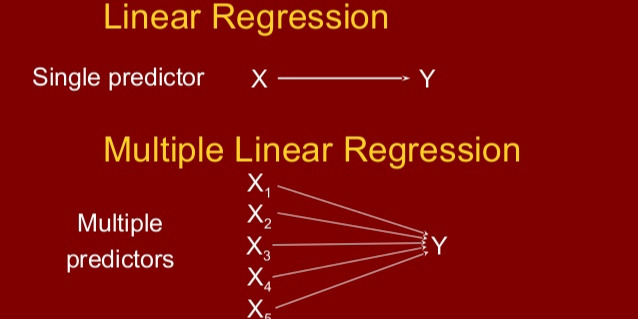 Linear Regression
Single predictor X Y
Multiple Linear Regression
X₁
X₂
Multiple
X₃ Y
predictors
X₄
X₅